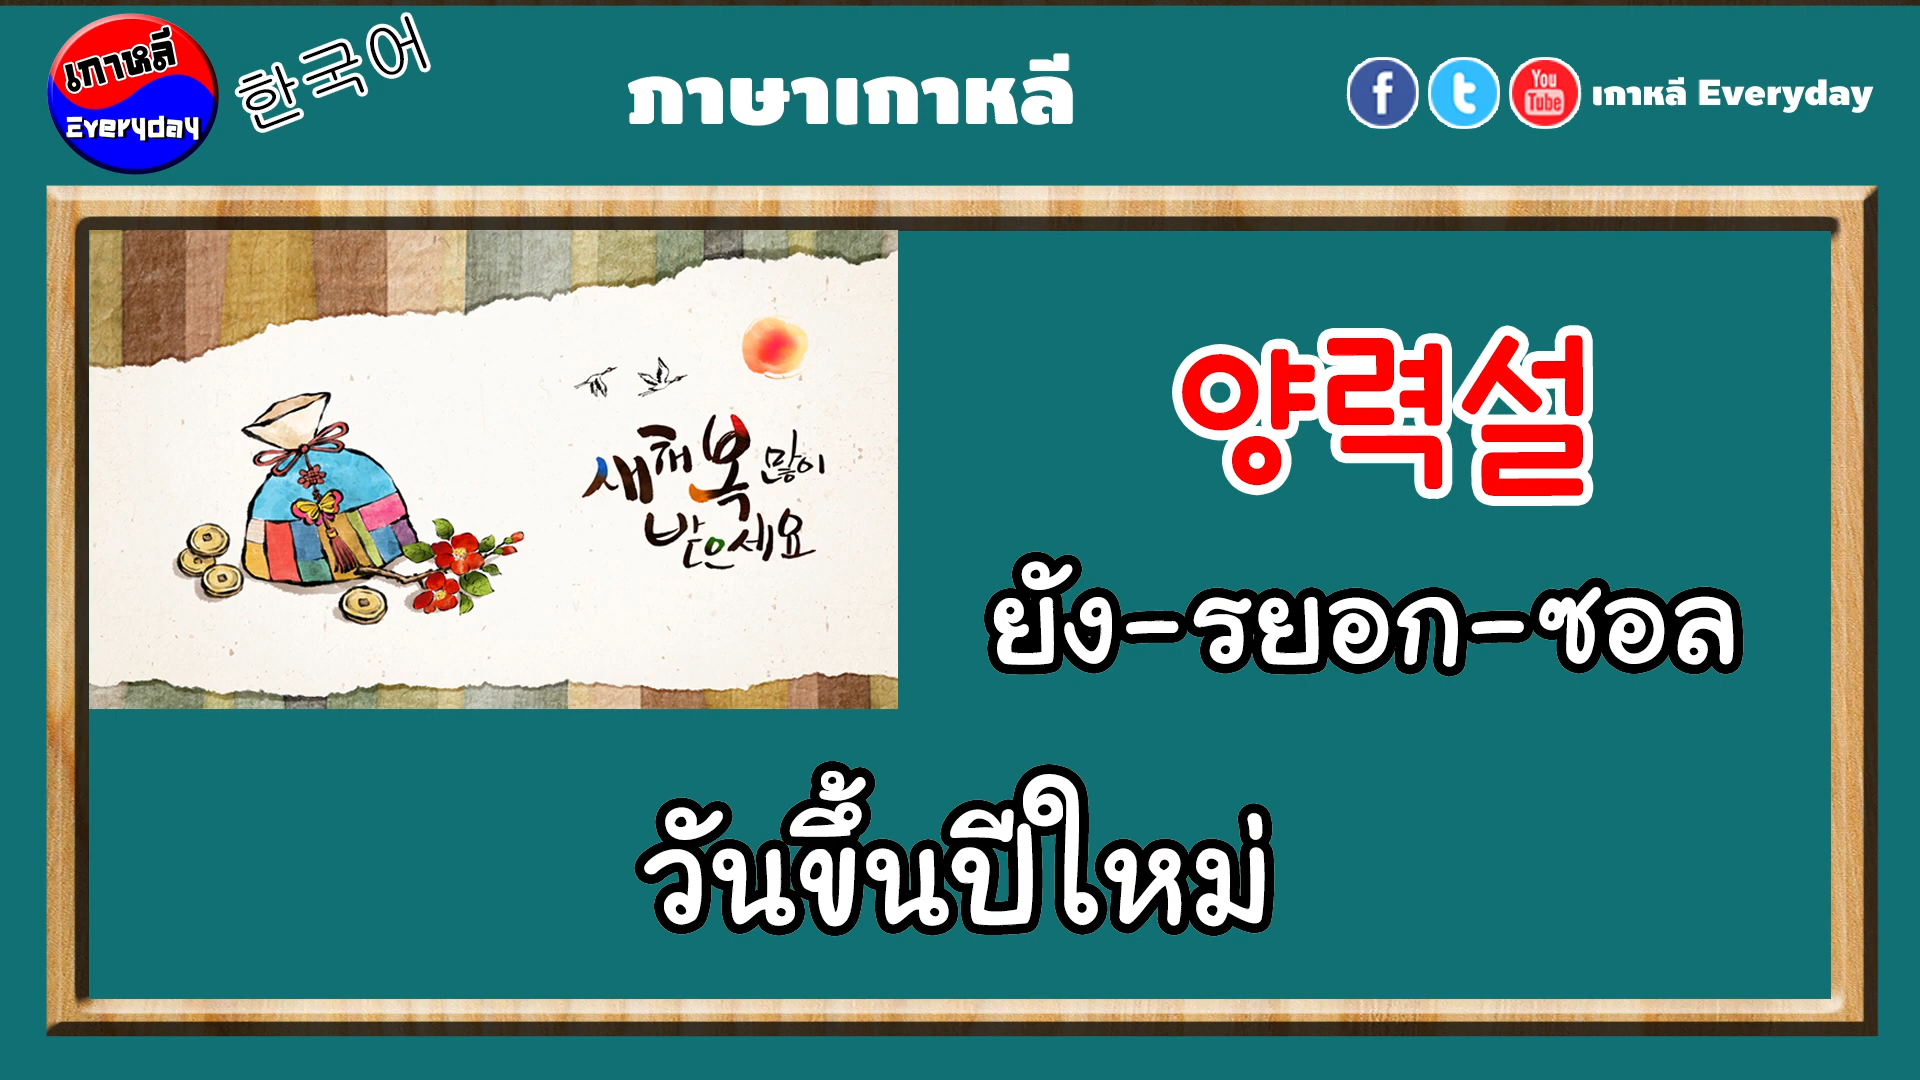 เกาหลี
Everyday
한국어
ภาษาเกาหลี
f
t
You
Tube
เกาหลี Everyday
새해 복 많이
받으세요
양력설
ยัง-รยอก-ซอล
วันขึ้นปีใหม่